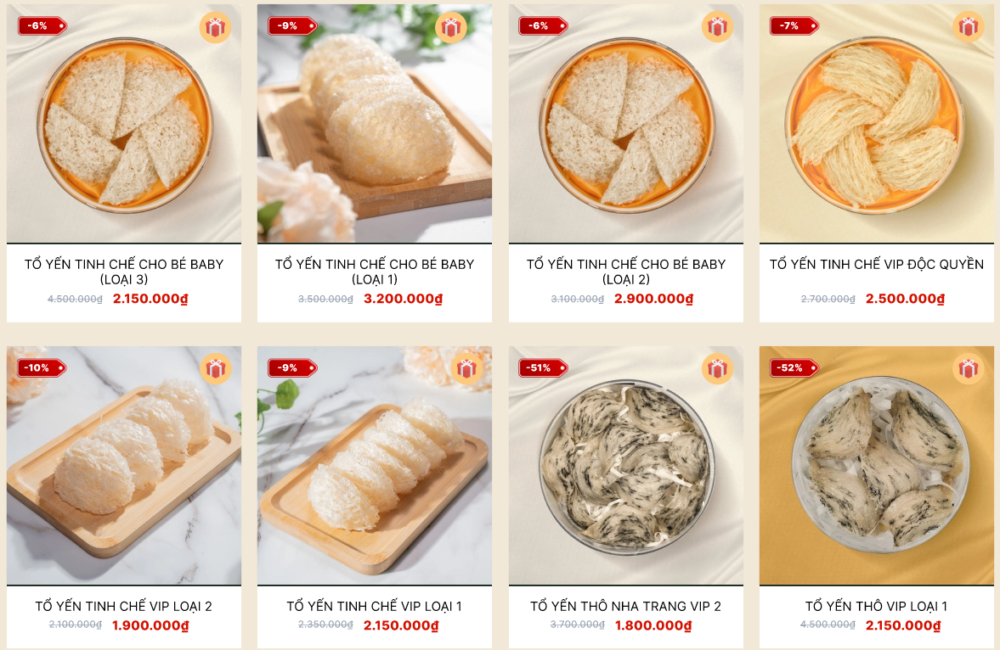 -6%
-9%
-6%
-7%
TỔ YẾN TINH CHẾ CHO BÉ BABY
(LOẠI 3)
4.500.000₫ 2.150.000₫
TỔ YẾN TINH CHẾ CHO BÉ BABY
(LOẠI 1)
3.500.000₫ 3.200.000₫
TỔ YẾN TINH CHẾ CHO BÉ BABY
(LOẠI 2)
3.100.000₫ 2.900.000₫
TỔ YẾN TINH CHẾ VIP ĐỘC QUYỀN
2.700.000₫ 2.500.000₫
-10%
-9%
-51%
-52%
TỔ YẾN TINH CHẾ VIP LOẠI 2
2.100.000₫ 1.900.000₫
TỔ YẾN TINH CHẾ VIP LOẠI 1
2.350.000₫ 2.150.000₫
TỔ YẾN THÔ NHA TRANG VIP 2
3.700.000₫ 1.800.000₫
TỔ YẾN THÔ VIP LOẠI 1
4.500.000₫ 2.150.000₫